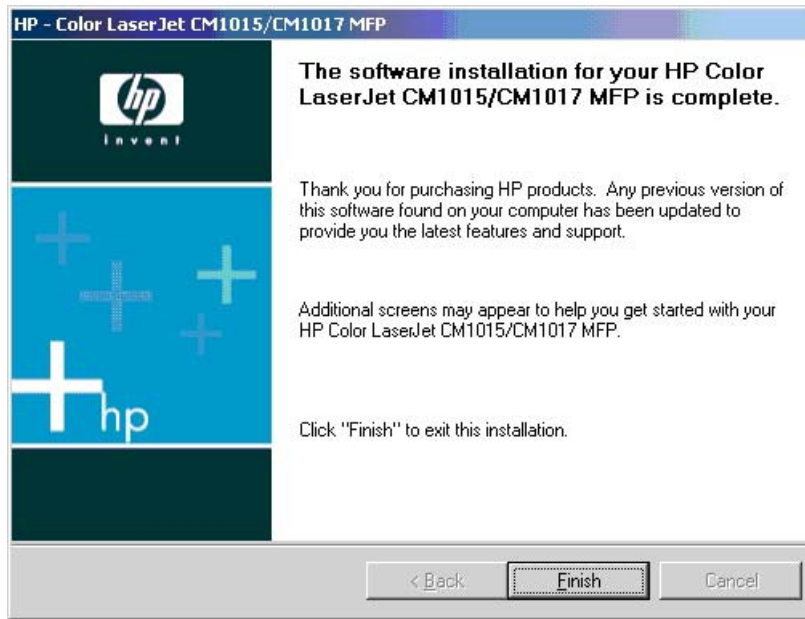 HP - Color LaserJet CM1015/CM1017 MFP
hp
invent
The software installation for your HP Color
LaserJet CM1015/CM1017 MFP is complete.
Thank you for purchasing HP products. Any previous version of
this software found on your computer has been updated to
provide you the latest features and support.
Additional screens may appear to help you get started with your
HP Color LaserJet CM1015/CM1017 MFP.
hp
Click "Finish" to exit this installation.
< Back
Finish
Cancel